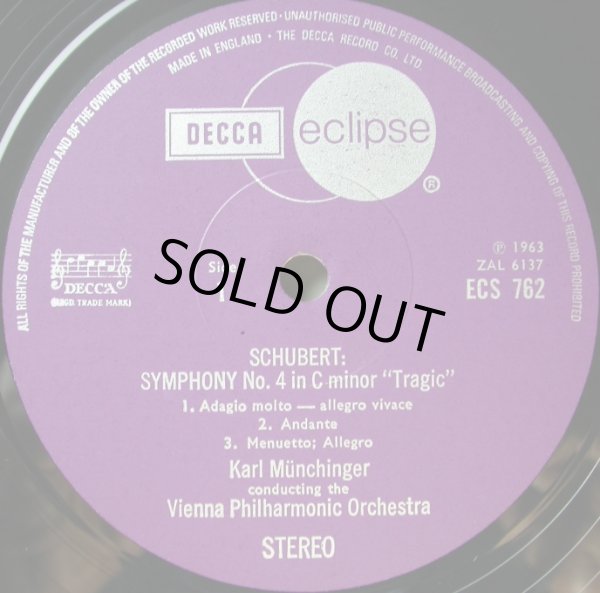 ALL RIGHTS OF THE MANUFACTURER AND OF THE OWNER OF THE RECORDED WORK RESERVED · UNAUTHORISED PUBLIC PERFORMANCE BROADCASTING AND COPYING OF THIS RECORD PROHIBITED
MADE IN ENGLAND · THE DECCA RECORD CO. LTD.
DECCA eclipse
®
DECCA
(REGD. TRADE MARK)
Side
1
℗ 1963
ZAL 6137
ECS 762
SOLD OUT
SCHUBERT:
SYMPHONY No. 4 in C minor “Tragic”
1. Adagio molto — allegro vivace
2. Andante
3. Menuetto; Allegro
Karl Münchinger
conducting the
Vienna Philharmonic Orchestra
STEREO